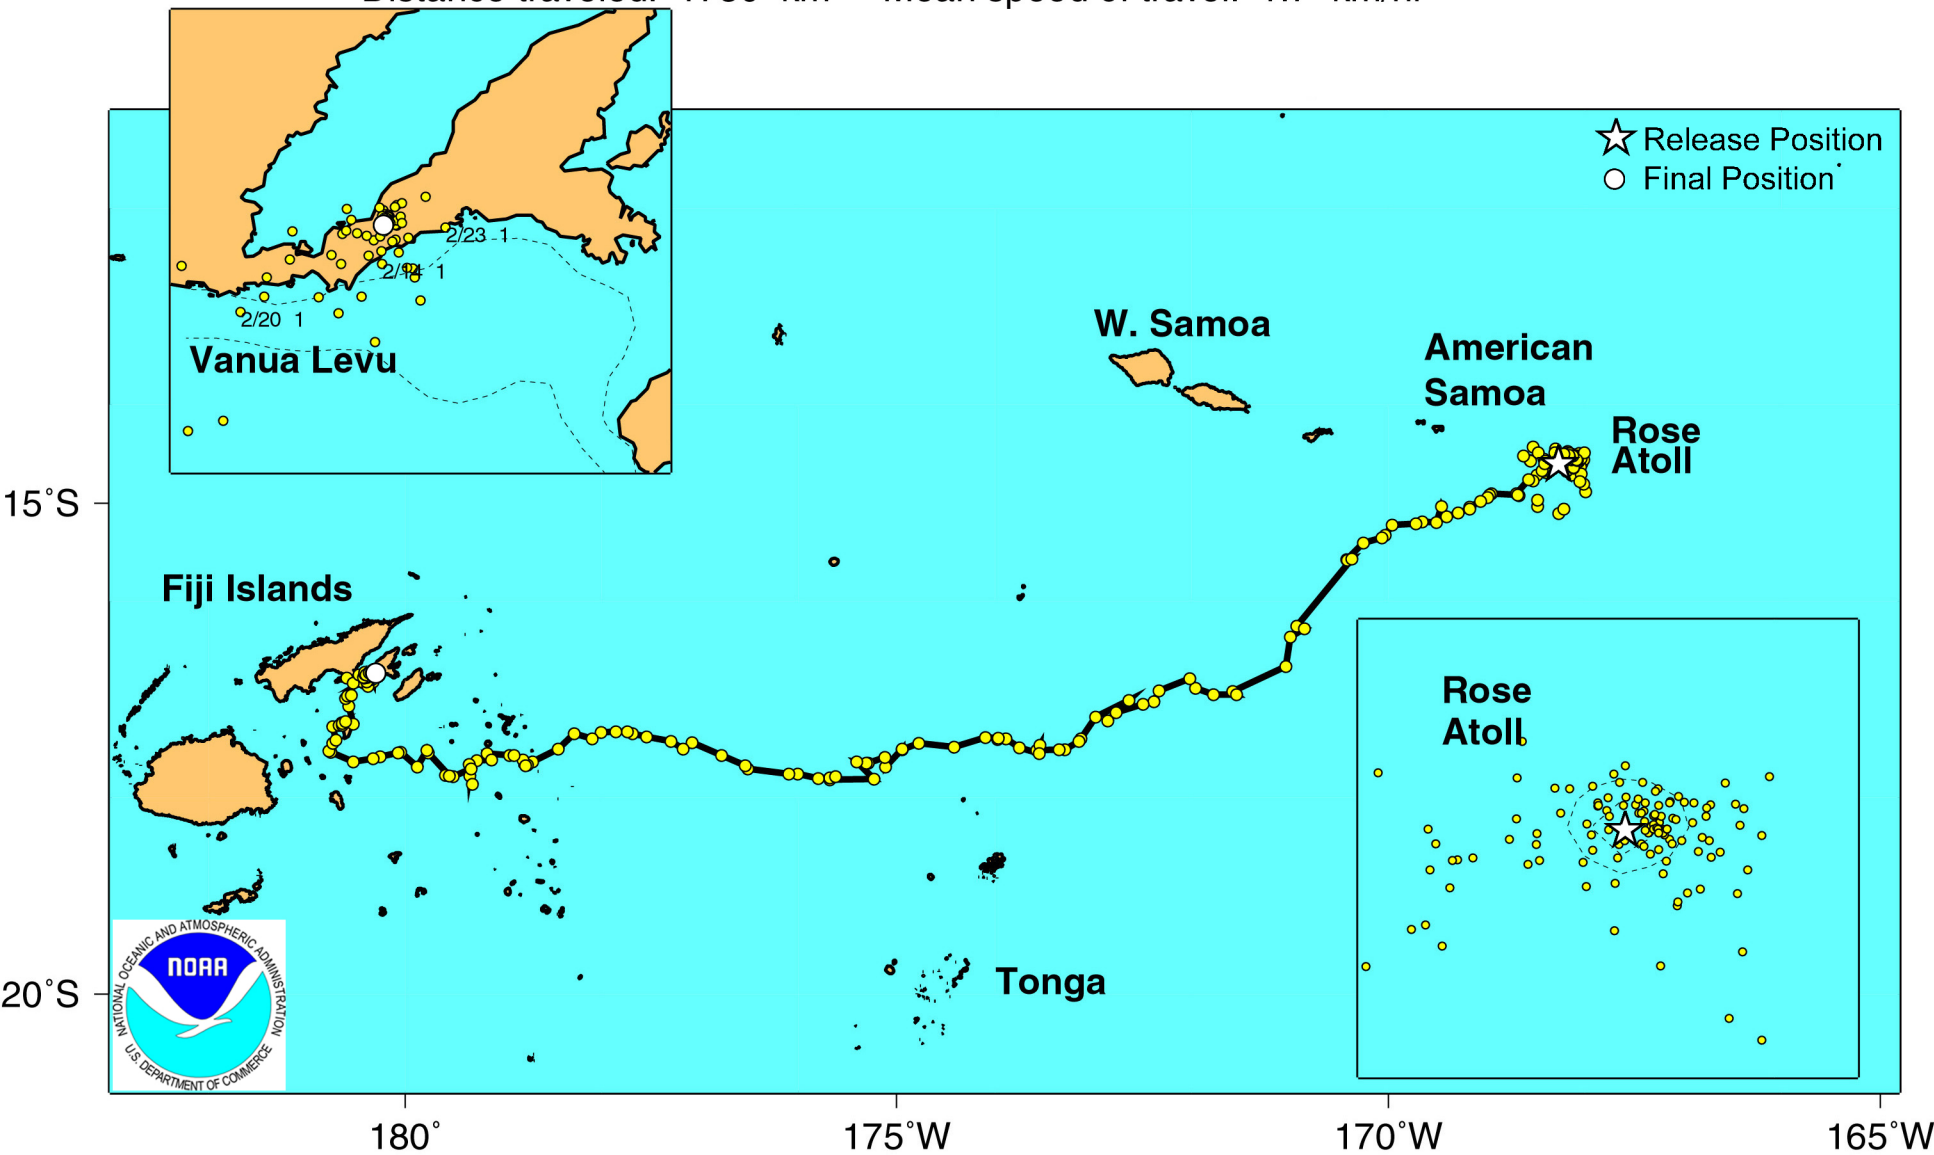 Release Position
Final Position
2/23 1
2/14 1
2/20 1
Vanua Levu
W. Samoa
American
Samoa
Rose
Atoll
15°S
Fiji Islands
Rose
Atoll
Tonga
20°S
NOAA
NATIONAL OCEANIC AND ATMOSPHERIC ADMINISTRATION
U.S. DEPARTMENT OF COMMERCE
180°
175°W
170°W
165°W